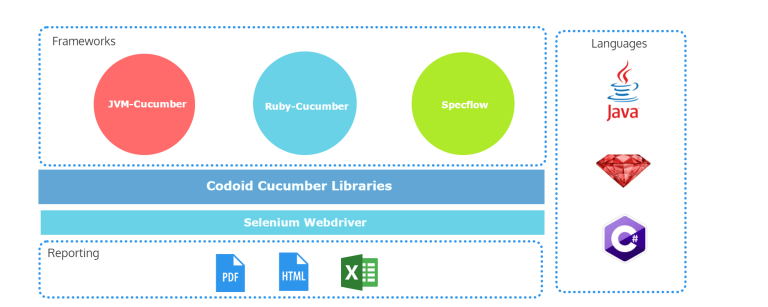 Frameworks
JVM-Cucumber
Ruby-Cucumber
Specflow
Codoid Cucumber Libraries
Selenium Webdriver
Reporting
PDF
HTML
X
Languages
Java
C#